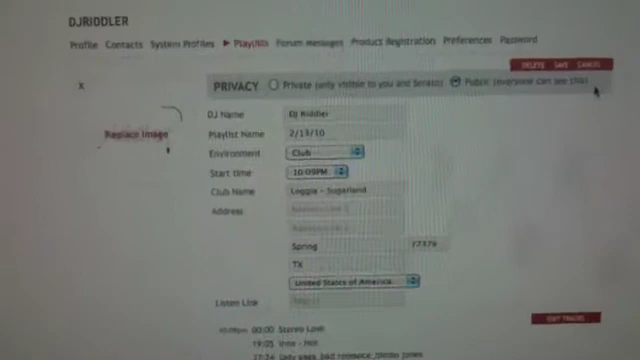 DJRIDDLER
Profile Contacts System Profiles ▶ Playlists Forum Messages Product Registration Preferences Password
DELETE SAVE CANCEL
X
PRIVACY Private (only visible to you and Serato) Public (everyone can see this)
Replace Image
DJ Name DJ Riddler
Playlist Name 2/13/10
Environment Club
Start time 10:09PM
Club Name Loggia - Sugarland
Address
Spring
TX
United States of America
Listen Link
EDIT TRACKS
00:00 Stereo Love
19:05